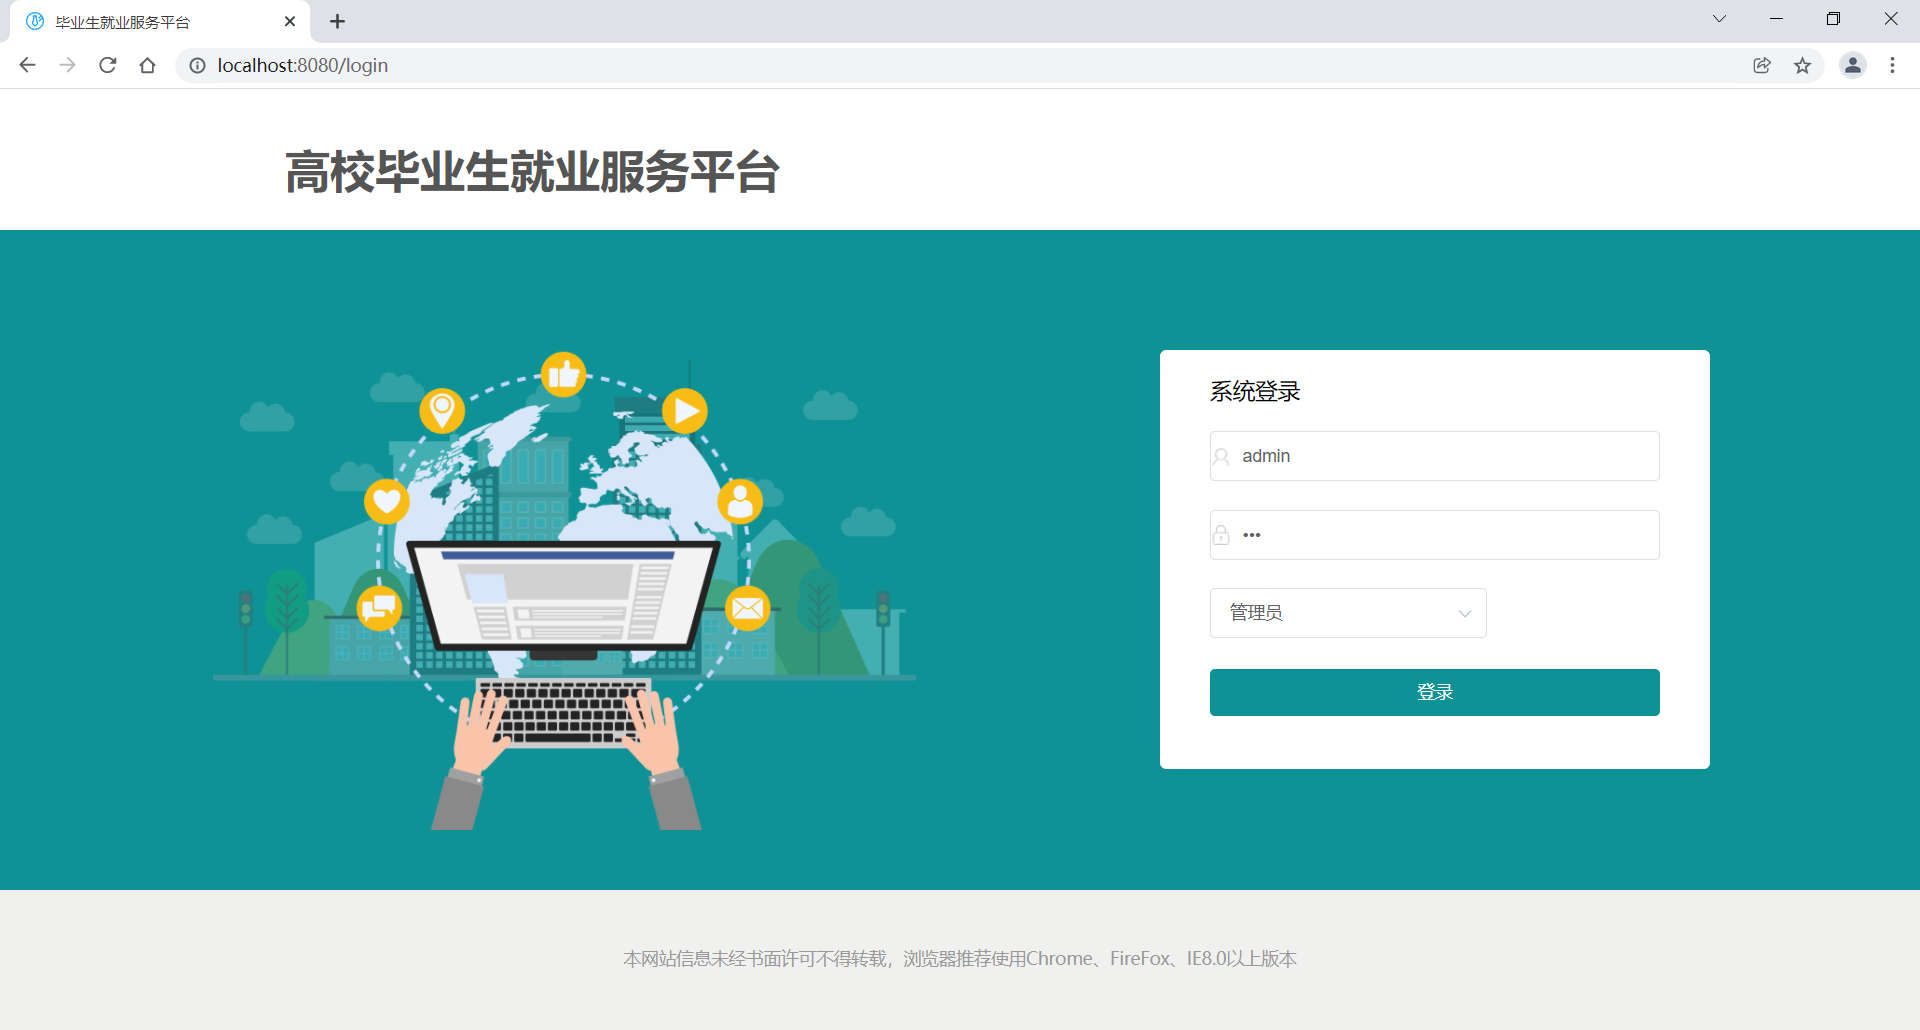 毕业生就业服务平台
localhost:8080/login
高校毕业生就业服务平台
系统登录
admin
•••
管理员
登录
本网站信息未经书面许可不得转载，浏览器推荐使用Chrome、FireFox、IE8.0以上版本